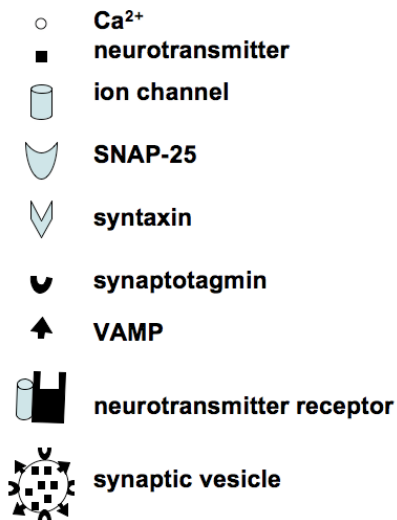 Ca²⁺
neurotransmitter
ion channel
SNAP-25
syntaxin
synaptotagmin
VAMP
neurotransmitter receptor
synaptic vesicle